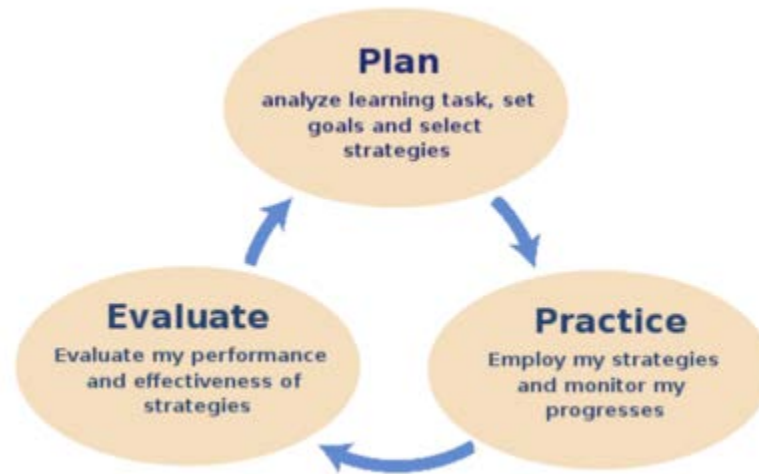 Plan
analyze learning task, set
goals and select
strategies
Evaluate
Evaluate my performance
and effectiveness of
strategies
Practice
Employ my strategies
and monitor my
progresses